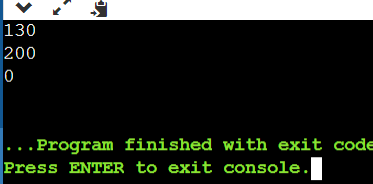 130
200
0
...Program finished with exit code
Press ENTER to exit console.